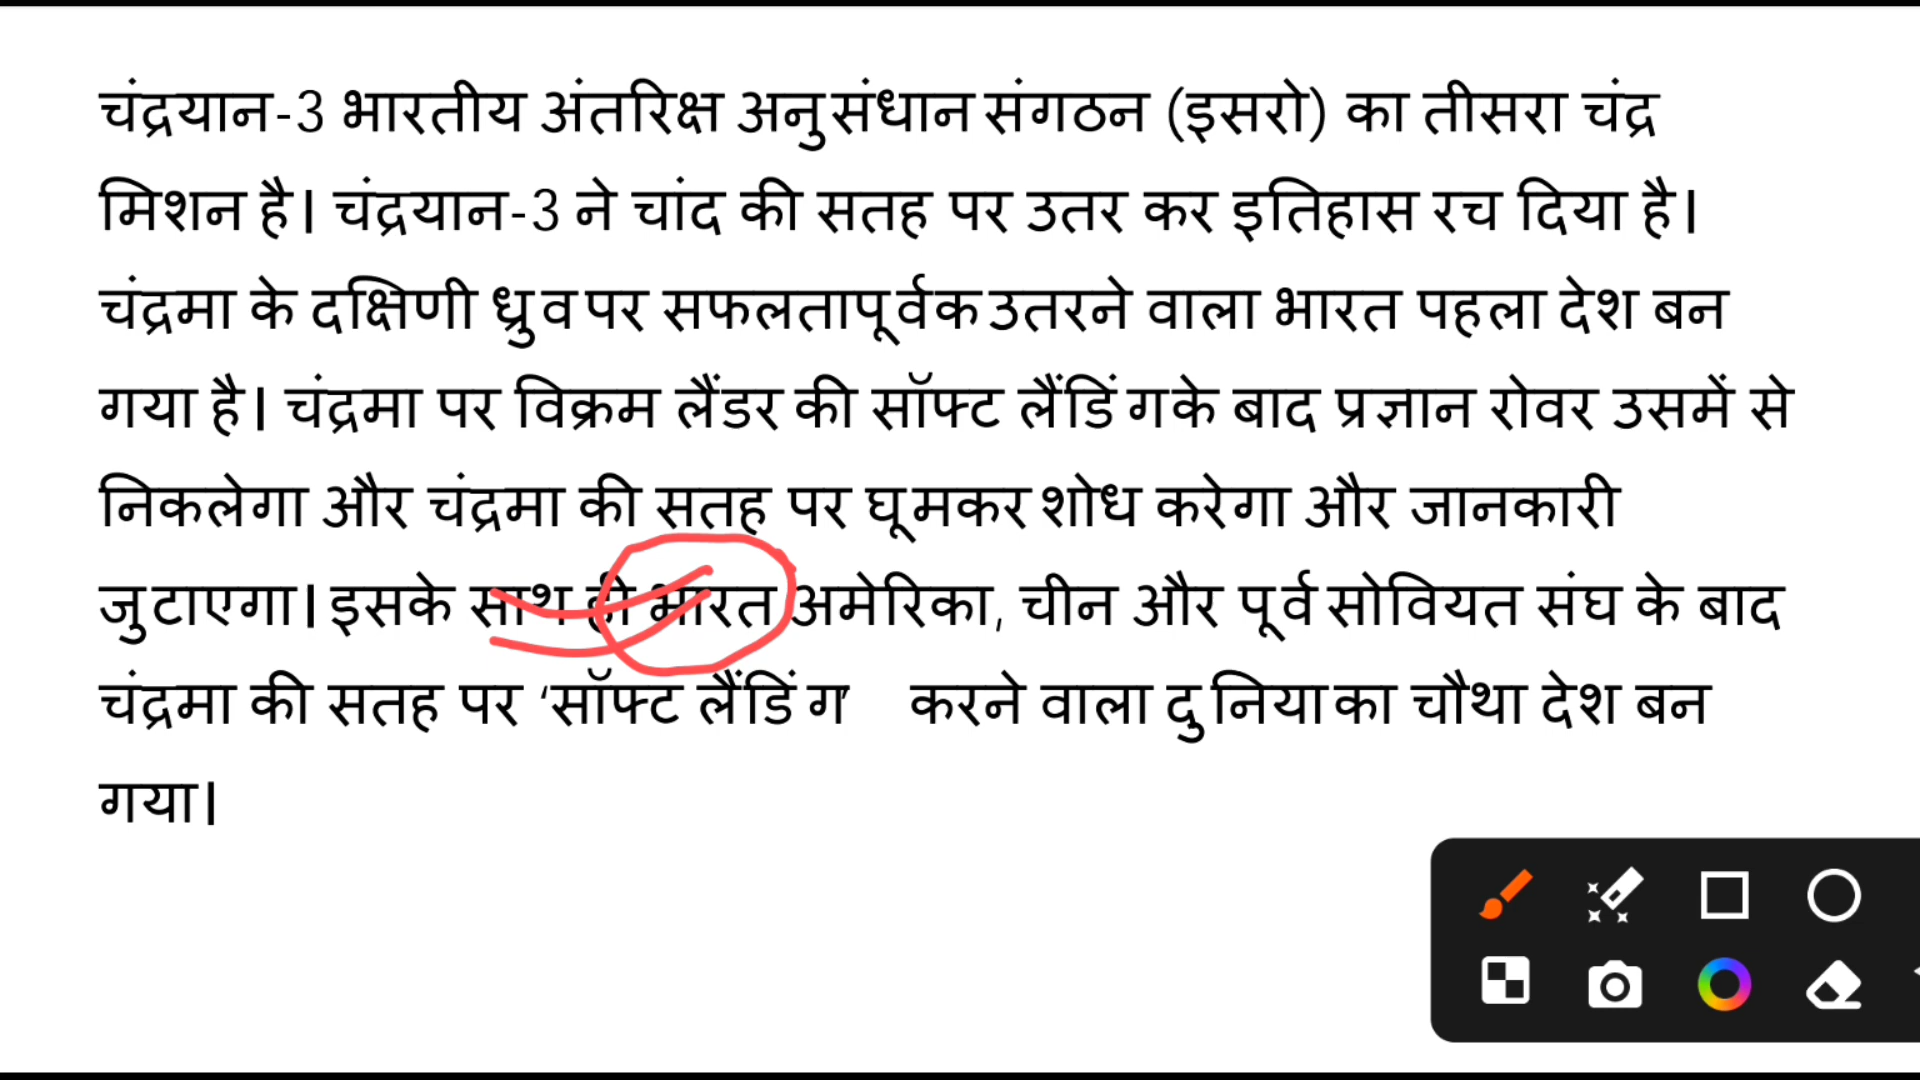 चंद्रयान-3 भारतीय अंतरिक्ष अनुसंधान संगठन (इसरो) का तीसरा चंद्र
मिशन है। चंद्रयान-3 ने चांद की सतह पर उतर कर इतिहास रच दिया है।
चंद्रमा के दक्षिणी ध्रुव पर सफलतापूर्वक उतरने वाला भारत पहला देश बन
गया है। चंद्रमा पर विक्रम लैंडर की सॉफ्ट लैंडिंग के बाद प्रज्ञान रोवर उसमें से
निकलेगा और चंद्रमा की सतह पर घूमकर शोध करेगा और जानकारी
जुटाएगा। इसके साथ ही भारत अमेरिका, चीन और पूर्व सोवियत संघ के बाद
चंद्रमा की सतह पर ‘सॉफ्ट लैंडिंग’ करने वाला दुनिया का चौथा देश बन
गया।